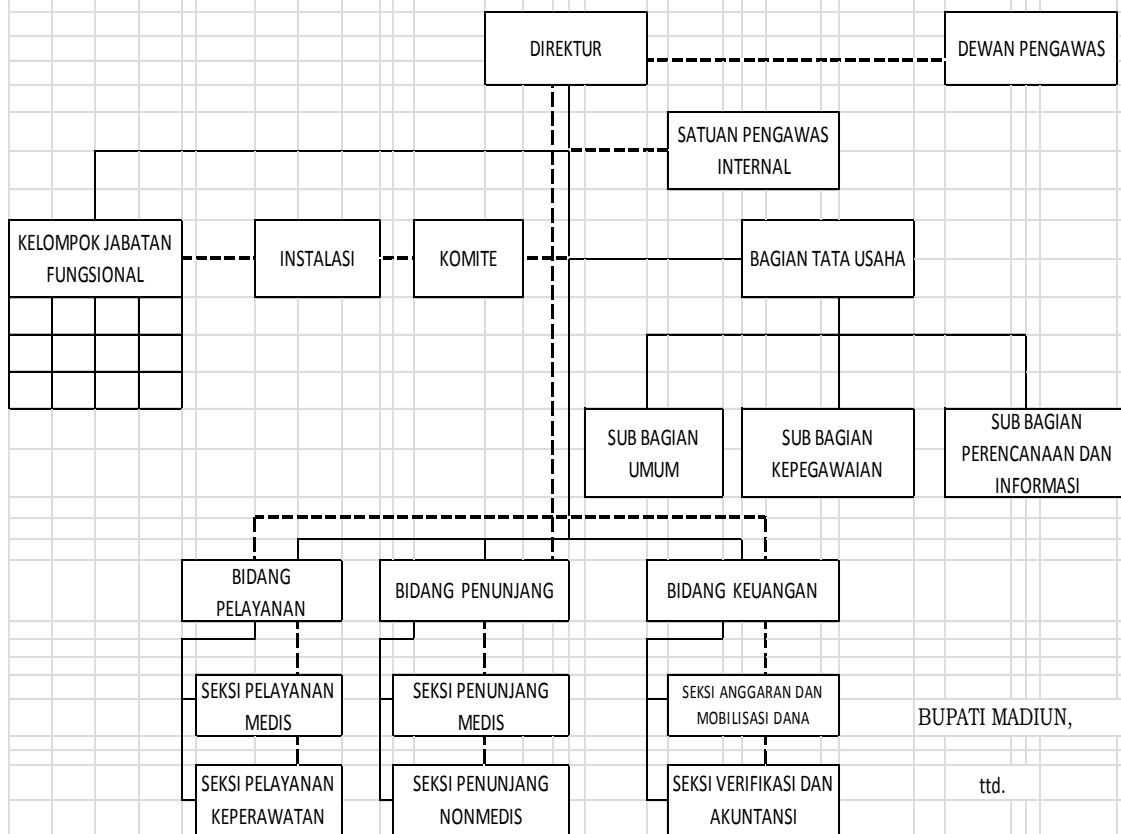 DIREKTUR
DEWAN PENGAWAS
SATUAN PENGAWAS
INTERNAL
KELOMPOK JABATAN
FUNGSIONAL
INSTALASI
KOMITE
BAGIAN TATA USAHA
SUB BAGIAN
UMUM
SUB BAGIAN
KEPEGAWAIAN
SUB BAGIAN
PERENCANAAN DAN
INFORMASI
BIDANG
PELAYANAN
BIDANG PENUNJANG
BIDANG KEUANGAN
SEKSI PELAYANAN
MEDIS
SEKSI PENUNJANG
MEDIS
SEKSI ANGGARAN DAN
MOBILISASI DANA
BUPATI MADIUN,
SEKSI PELAYANAN
KEPERAWATAN
SEKSI PENUNJANG
NONMEDIS
SEKSI VERIFIKASI DAN
AKUNTANSI
ttd.